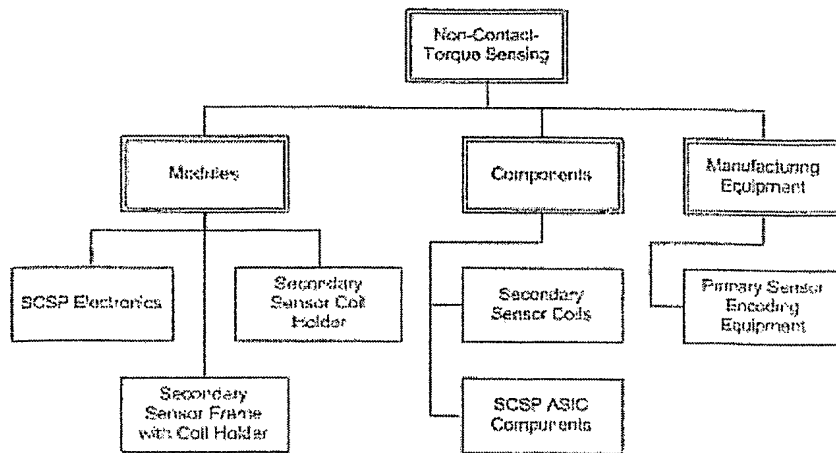 Non-Contact-
Torque Sensing
Modules
Components
Manufacturing
Equipment
SCSP Electronics
Secondary
Sensor Coil
Holder
Secondary
Sensor Coils
Primary Sensor
Encoding
Equipment
Secondary
Sensor Frame
with Coil Holder
SCSP ASIC
Components